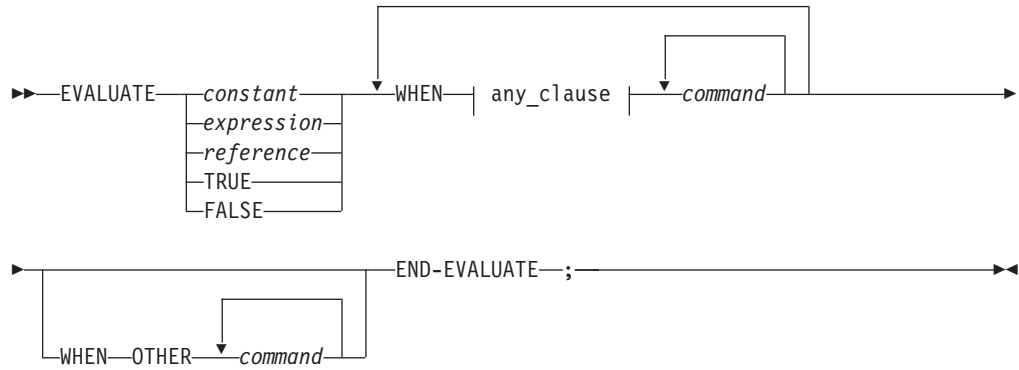 EVALUATE constant WHEN any_clause command
expression
reference
TRUE
FALSE
END-EVALUATE ;
WHEN OTHER command